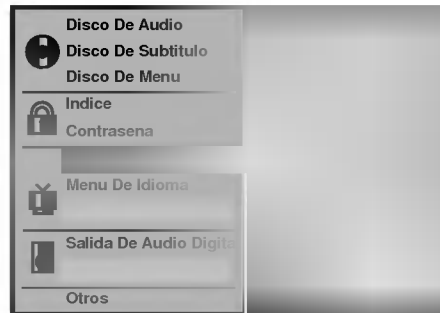 Disco De Audio
Disco De Subtitulo
Disco De Menu
Indice
Contrasena
Menu De Idioma
Salida De Audio Digita
Otros